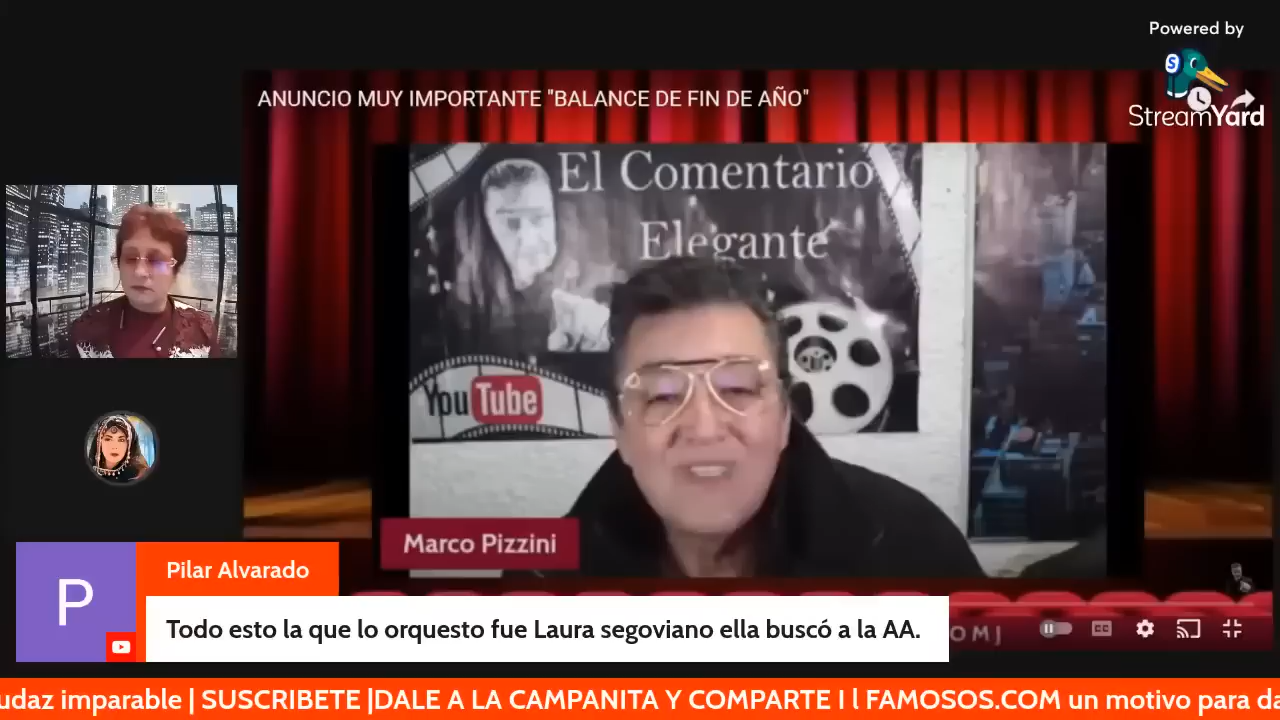 Powered by
S
StreamYard
ANUNCIO MUY IMPORTANTE "BALANCE DE FIN DE AÑO"
El Comentario
Elegante
YouTube
Marco Pizzini
P
Pilar Alvarado
Todo esto la que lo orquesto fue Laura segoviano ella buscó a la AA.
OMJ
CC
udaz imparable | SUSCRIBETE |DALE A LA CAMPANITA Y COMPARTE I l FAMOSOS.COM un motivo para da